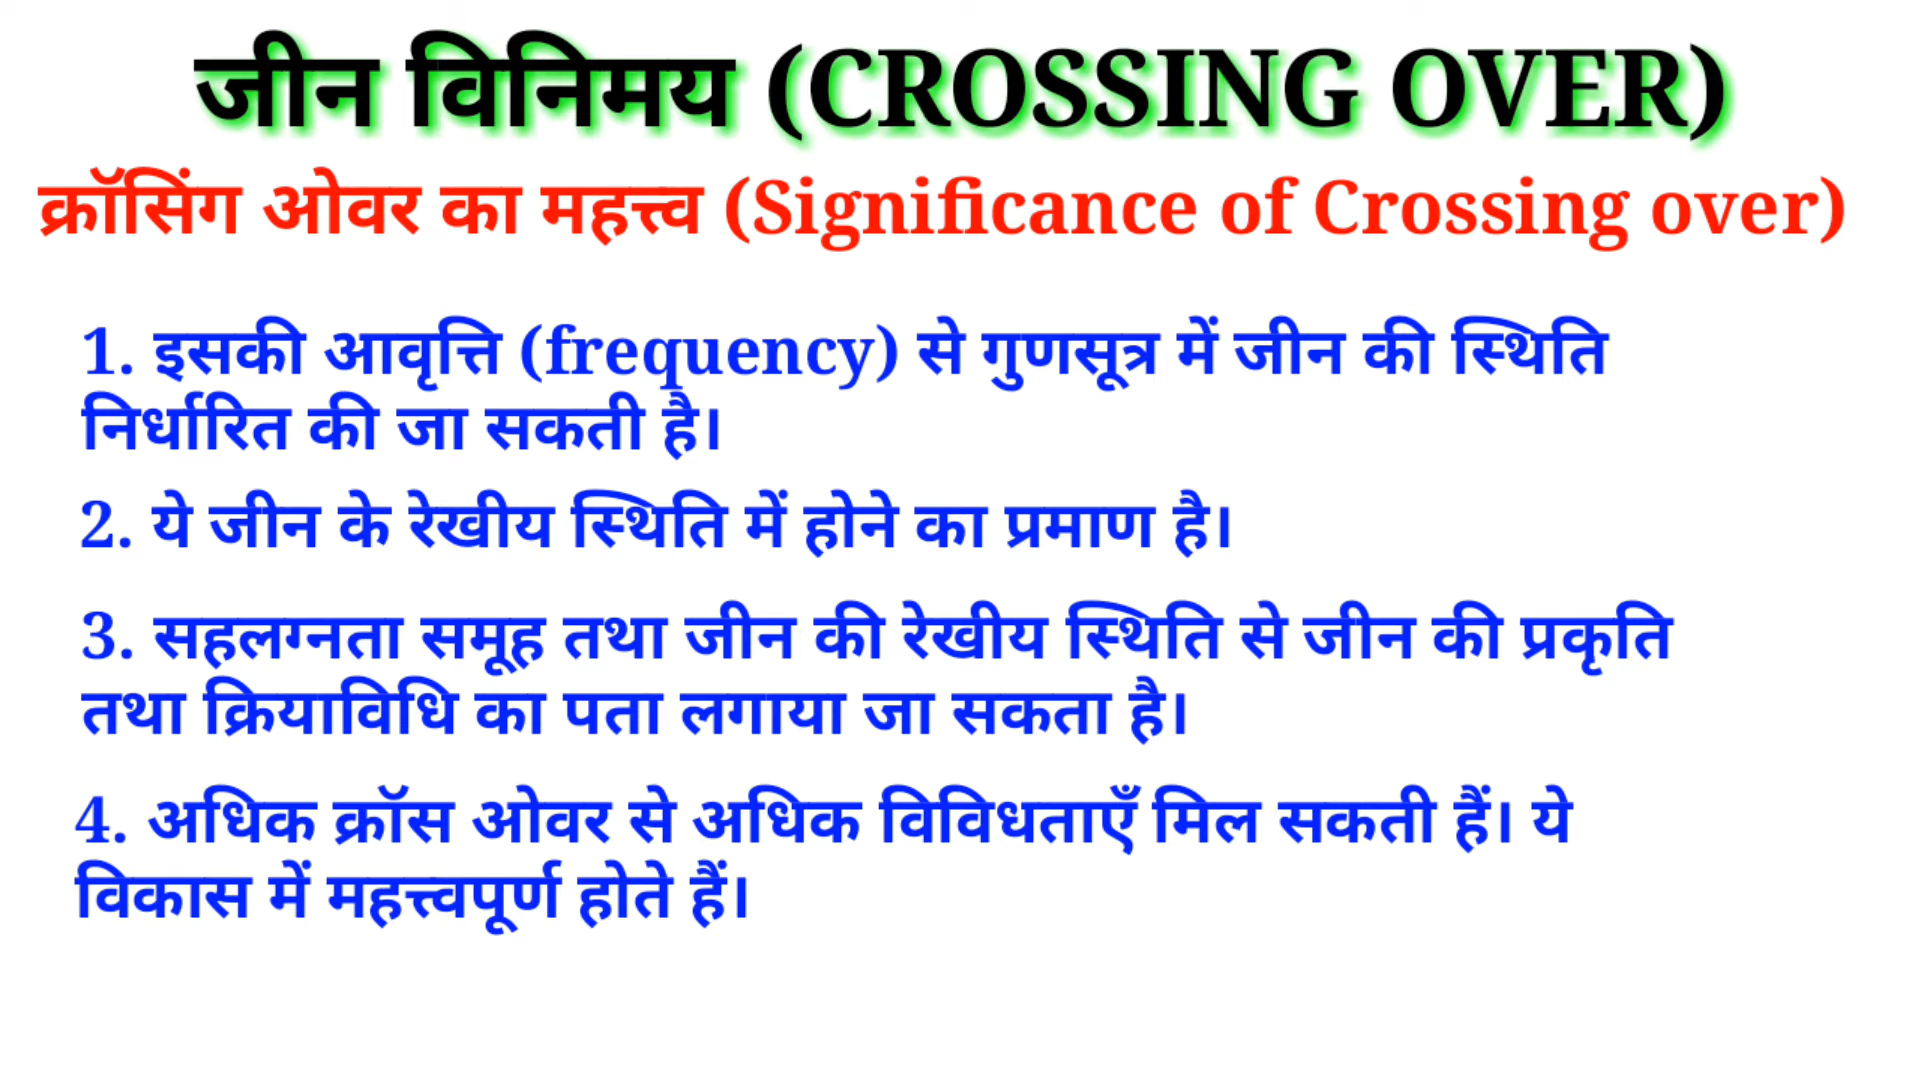 जीन विनिमय (CROSSING OVER)
क्रॉसिंग ओवर का महत्त्व (Significance of Crossing over)
1. इसकी आवृत्ति (frequency) से गुणसूत्र में जीन की स्थिति
निर्धारित की जा सकती है।
2. ये जीन के रेखीय स्थिति में होने का प्रमाण है।
3. सहलग्नता समूह तथा जीन की रेखीय स्थिति से जीन की प्रकृति
तथा क्रियाविधि का पता लगाया जा सकता है।
4. अधिक क्रॉस ओवर से अधिक विविधताएँ मिल सकती हैं। ये
विकास में महत्त्वपूर्ण होते हैं।